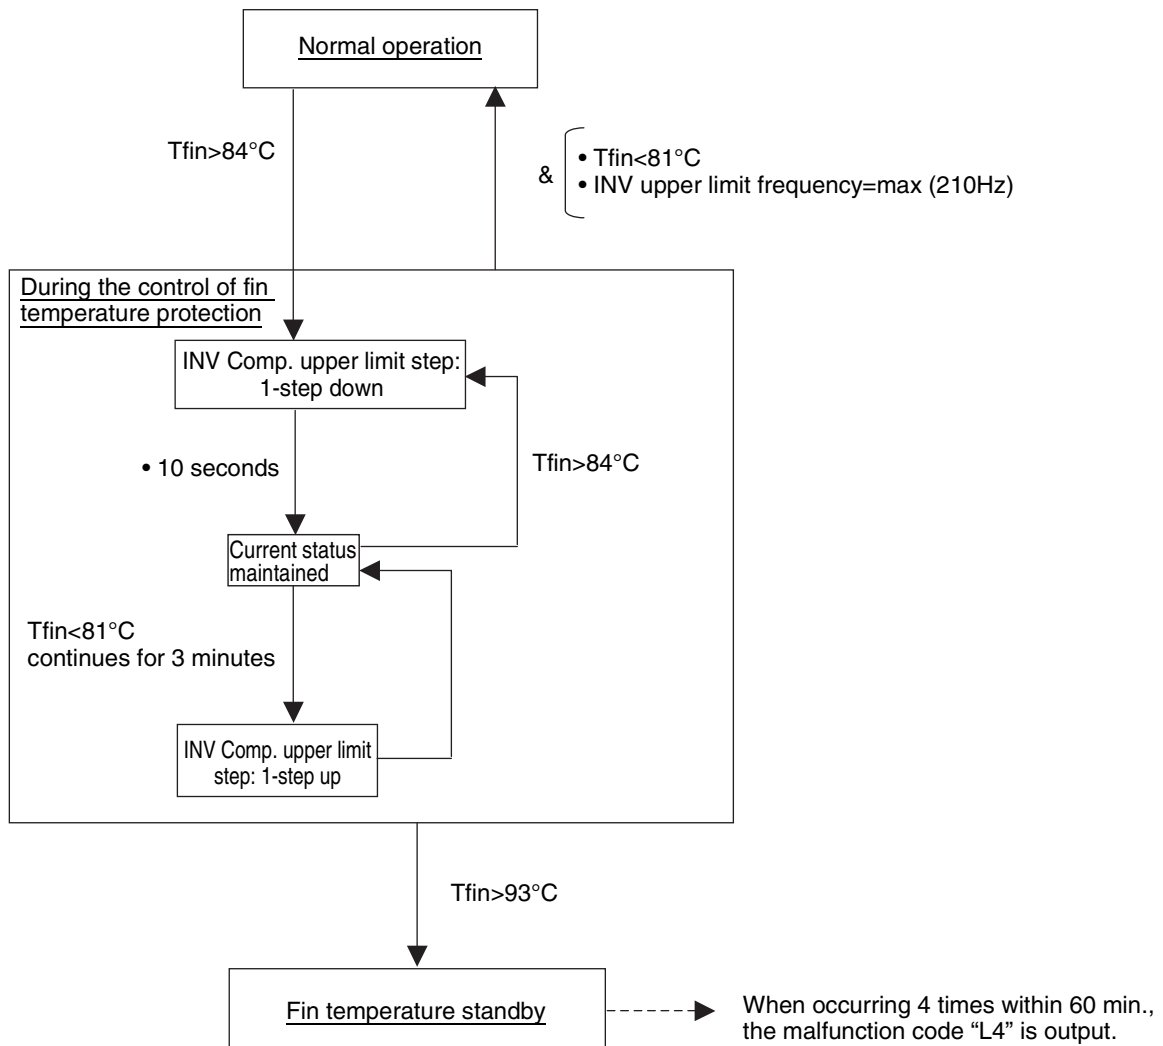 Normal operation
Tfin>84°C
&
• Tfin<81°C
• INV upper limit frequency=max (210Hz)
During the control of fin
temperature protection
INV Comp. upper limit step:
1-step down
• 10 seconds
Tfin>84°C
Current status
maintained
Tfin<81°C
continues for 3 minutes
INV Comp. upper limit
step: 1-step up
Tfin>93°C
Fin temperature standby
When occurring 4 times within 60 min.,
the malfunction code “L4” is output.